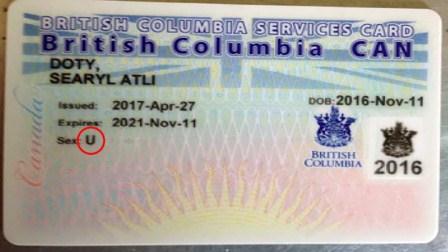 BRITISH COLUMBIA SERVICES CARD
British Columbia CAN
DOTY,
SEARYL ATLI
Issued: 2017-Apr-27
DOB: 2016-Nov-11
Expires: 2021-Nov-11
Sex: U
BRITISH
COLUMBIA
2016
Canada